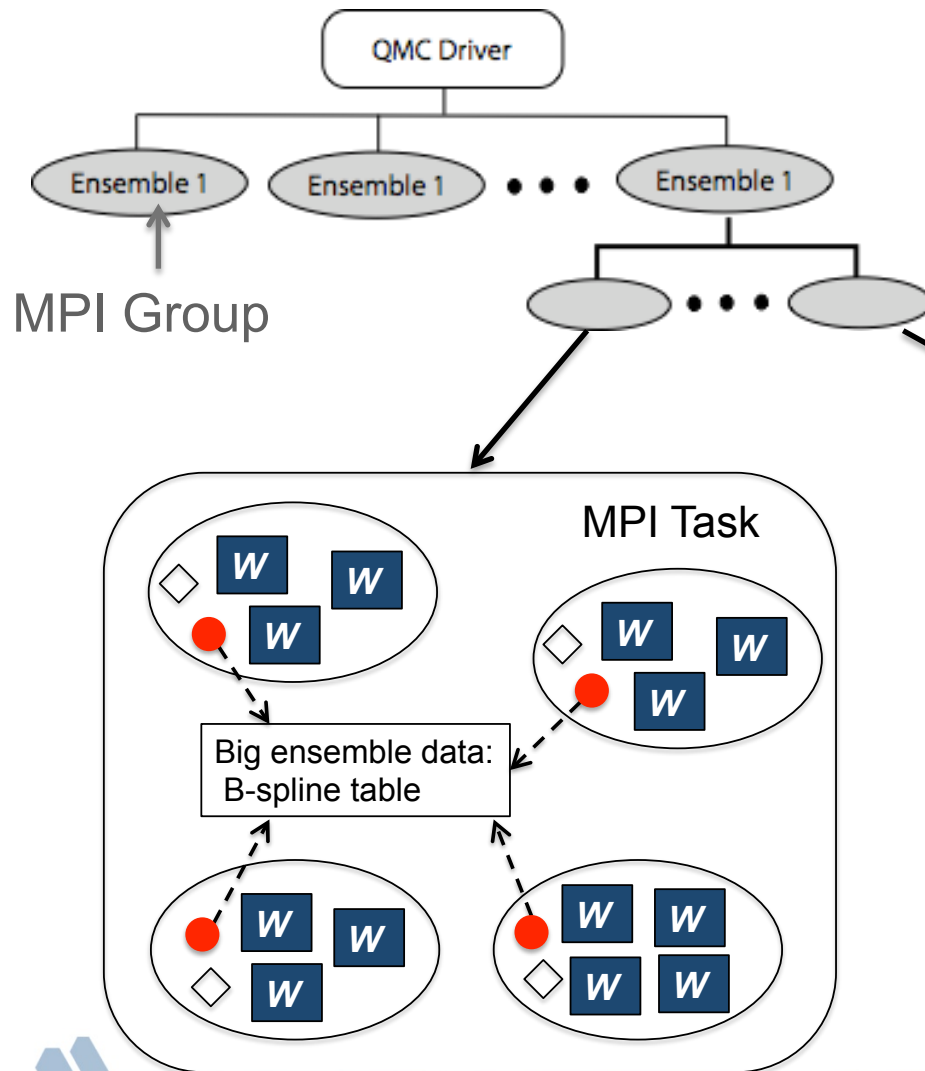 QMC Driver
Ensemble 1
Ensemble 1
Ensemble 1
MPI Group
MPI Task
W
W
W
W
W
W
Big ensemble data:
B-spline table
W
W
W
W
W
W
W